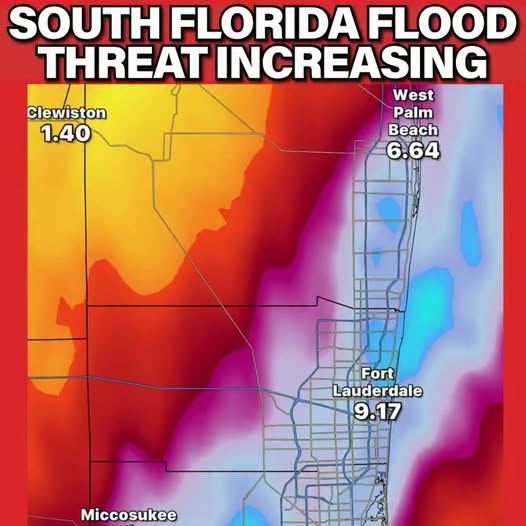 SOUTH FLORIDA FLOOD
THREAT INCREASING
Clewiston
1.40
West
Palm
Beach
6.64
Fort
Lauderdale
9.17
Miccosukee